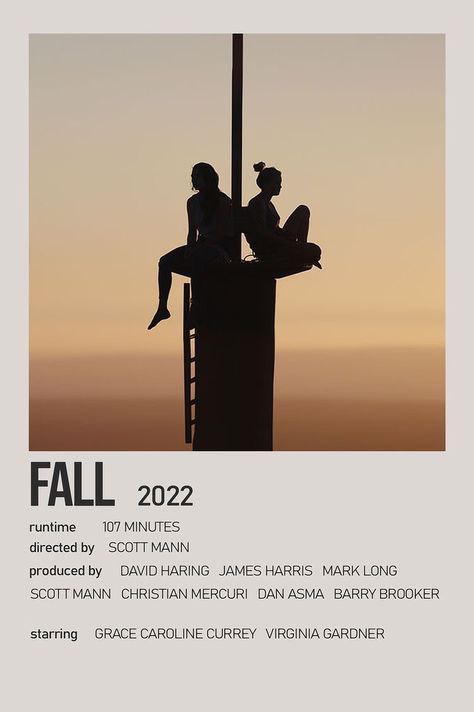 FALL 2022
runtime 107 MINUTES
directed by SCOTT MANN
produced by DAVID HARING JAMES HARRIS MARK LONG
SCOTT MANN CHRISTIAN MERCURI DAN ASMA BARRY BROOKER
starring GRACE CAROLINE CURREY VIRGINIA GARDNER